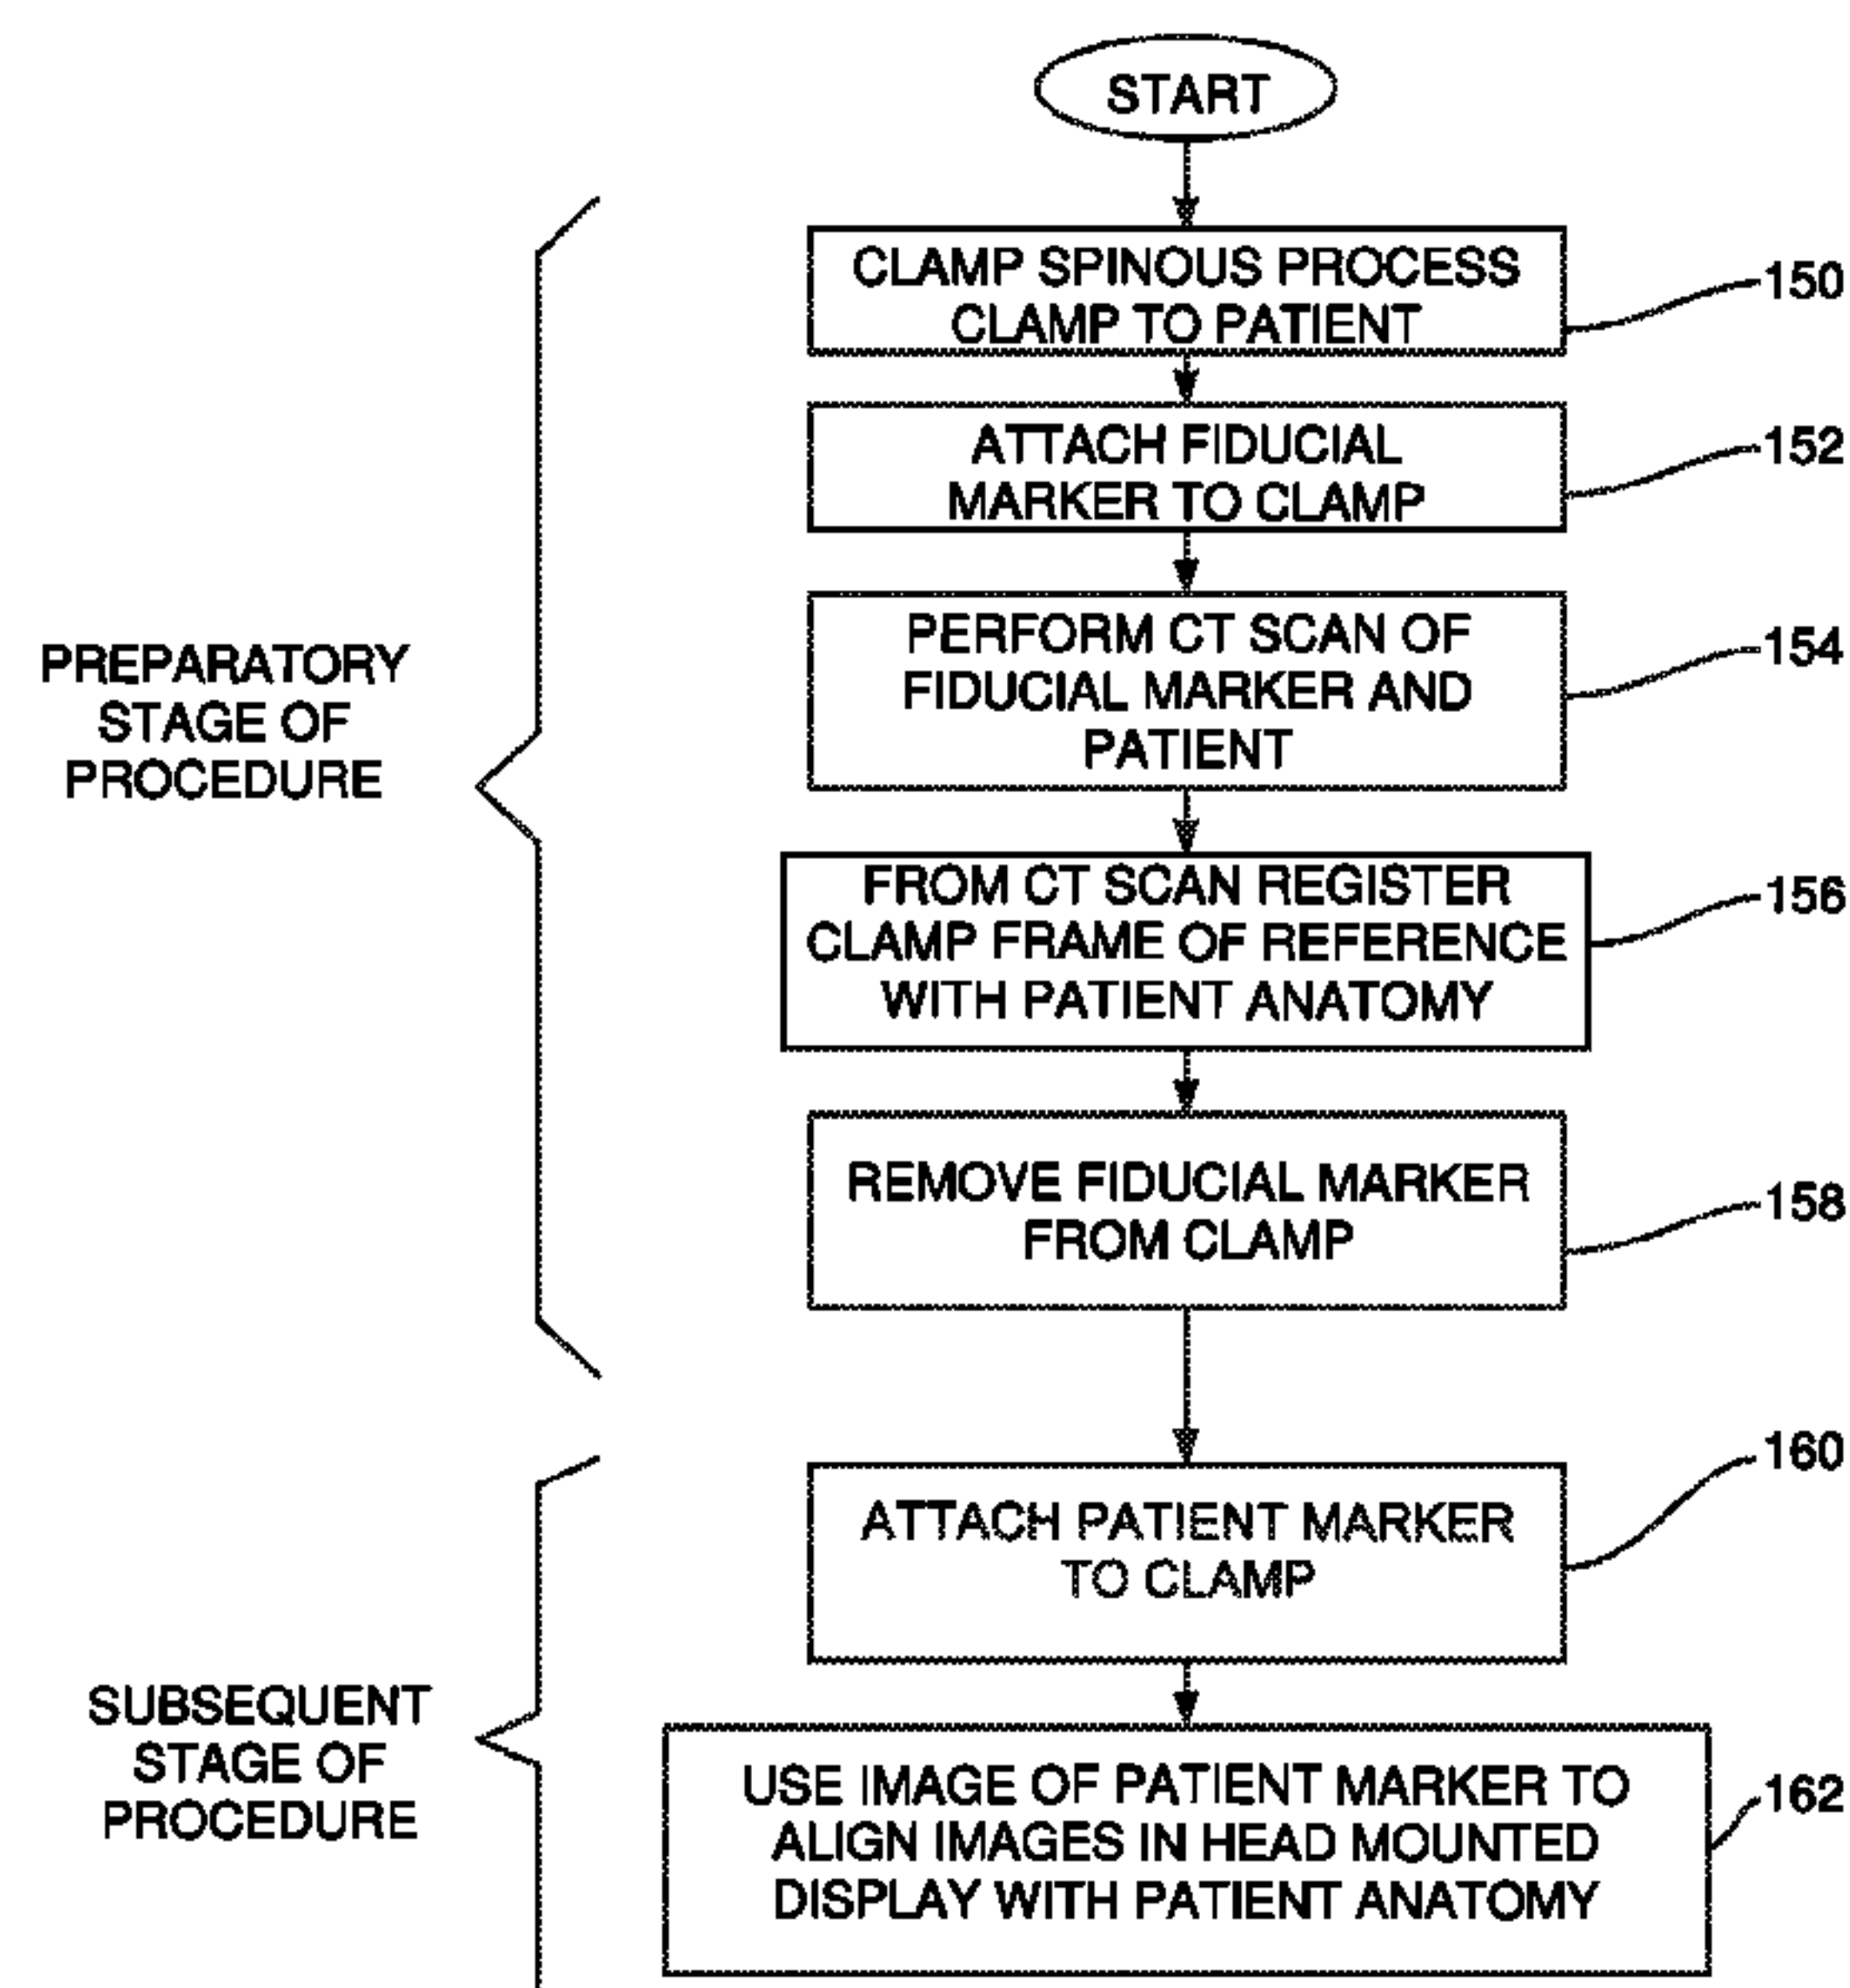 START
CLAMP SPINOUS PROCESS
CLAMP TO PATIENT
150
ATTACH FIDUCIAL
MARKER TO CLAMP
152
PERFORM CT SCAN OF
FIDUCIAL MARKER AND
PATIENT
154
PREPARATORY
STAGE OF
PROCEDURE
FROM CT SCAN REGISTER
CLAMP FRAME OF REFERENCE
WITH PATIENT ANATOMY
156
REMOVE FIDUCIAL MARKER
FROM CLAMP
158
ATTACH PATIENT MARKER
TO CLAMP
160
SUBSEQUENT
STAGE OF
PROCEDURE
USE IMAGE OF PATIENT MARKER TO
ALIGN IMAGES IN HEAD MOUNTED
DISPLAY WITH PATIENT ANATOMY
162